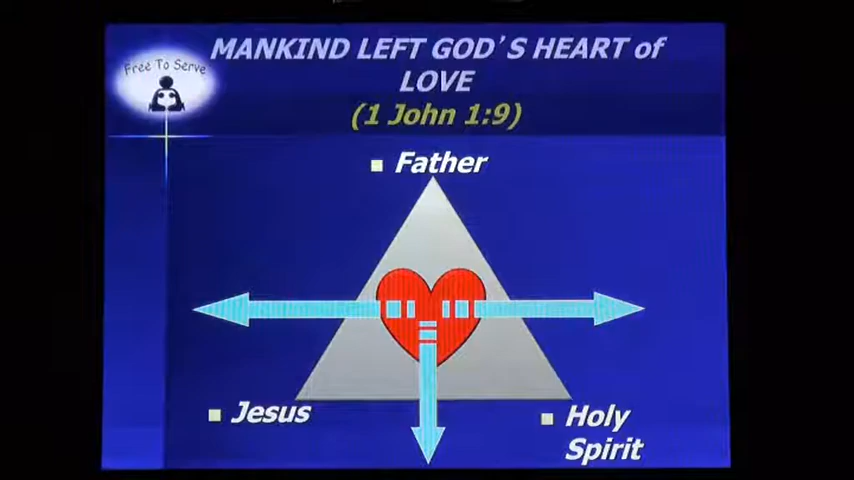 Free To Serve
MANKIND LEFT GOD'S HEART of
LOVE
(1 John 1:9)
Father
Jesus
Holy
Spirit